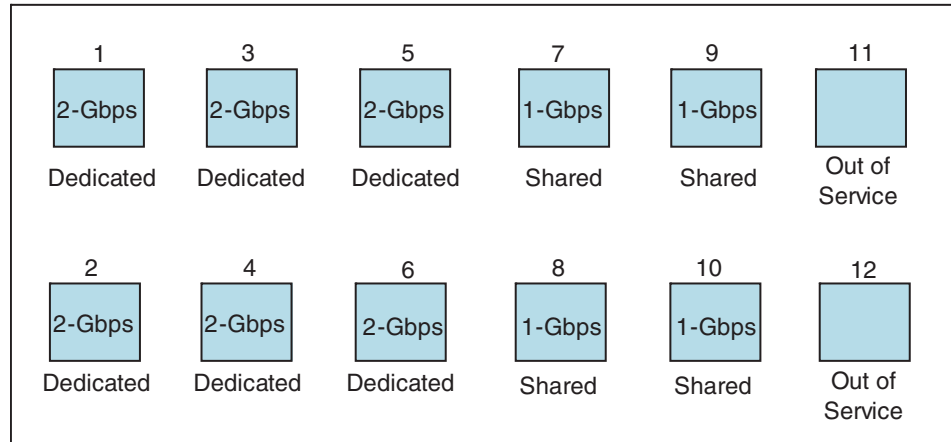 1 3 5 7 9 11
2-Gbps 2-Gbps 2-Gbps 1-Gbps 1-Gbps
Dedicated Dedicated Dedicated Shared Shared Out of
Service
2 4 6 8 10 12
2-Gbps 2-Gbps 2-Gbps 1-Gbps 1-Gbps
Dedicated Dedicated Dedicated Shared Shared Out of
Service